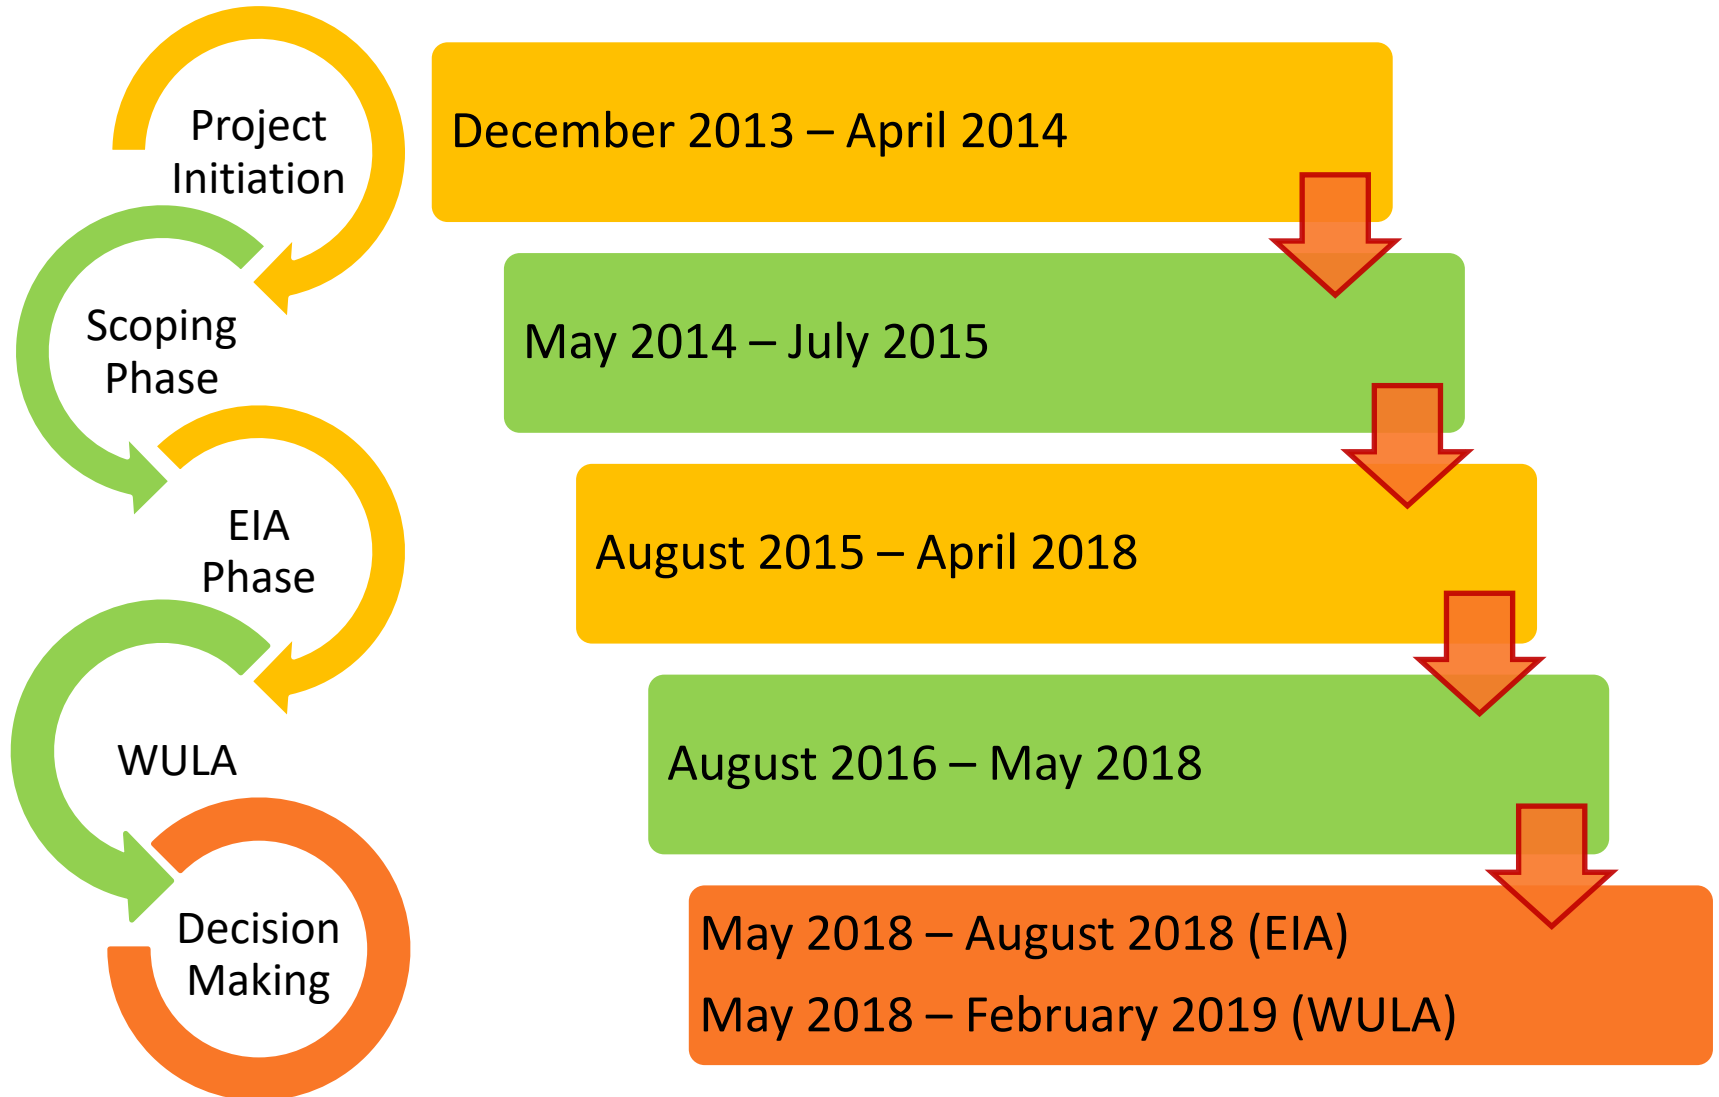 Project
Initiation
December 2013 – April 2014
Scoping
Phase
May 2014 – July 2015
EIA
Phase
August 2015 – April 2018
WULA
August 2016 – May 2018
Decision
Making
May 2018 – August 2018 (EIA)
May 2018 – February 2019 (WULA)